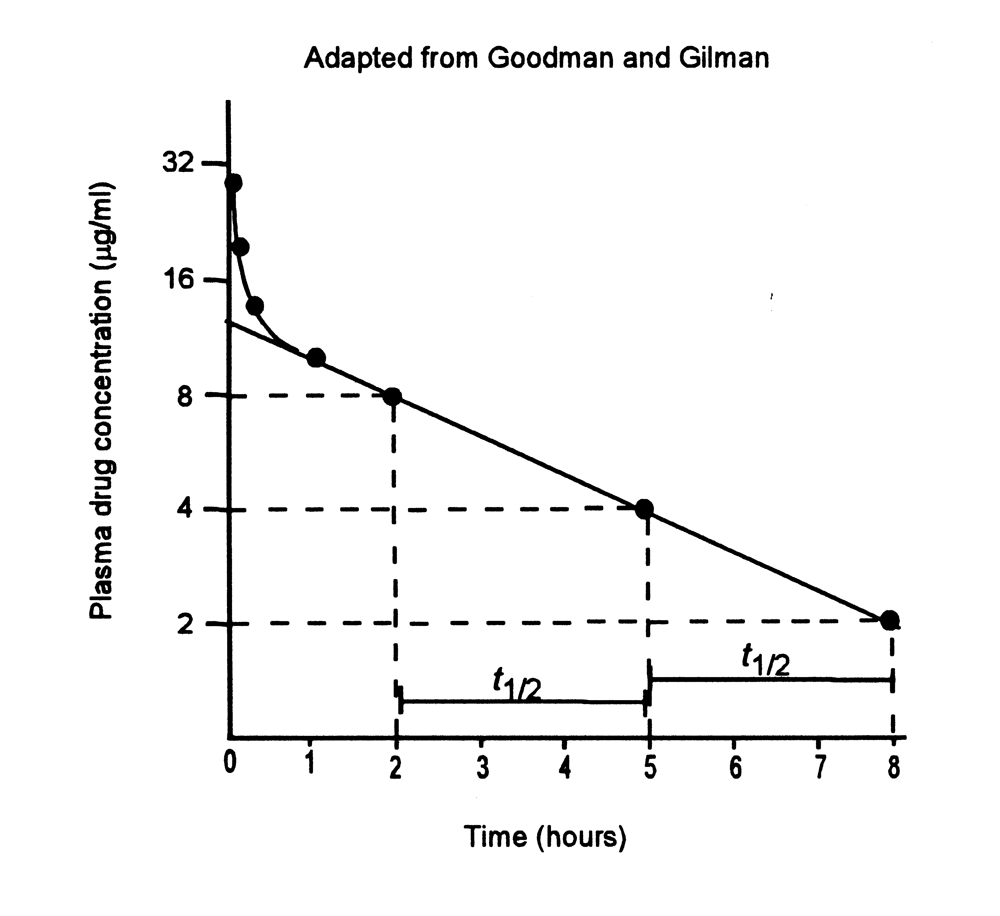 Adapted from Goodman and Gilman
Plasma drug concentration (µg/ml)
32
16
8
4
2
t1/2
t1/2
0 1 2 3 4 5 6 7 8
Time (hours)